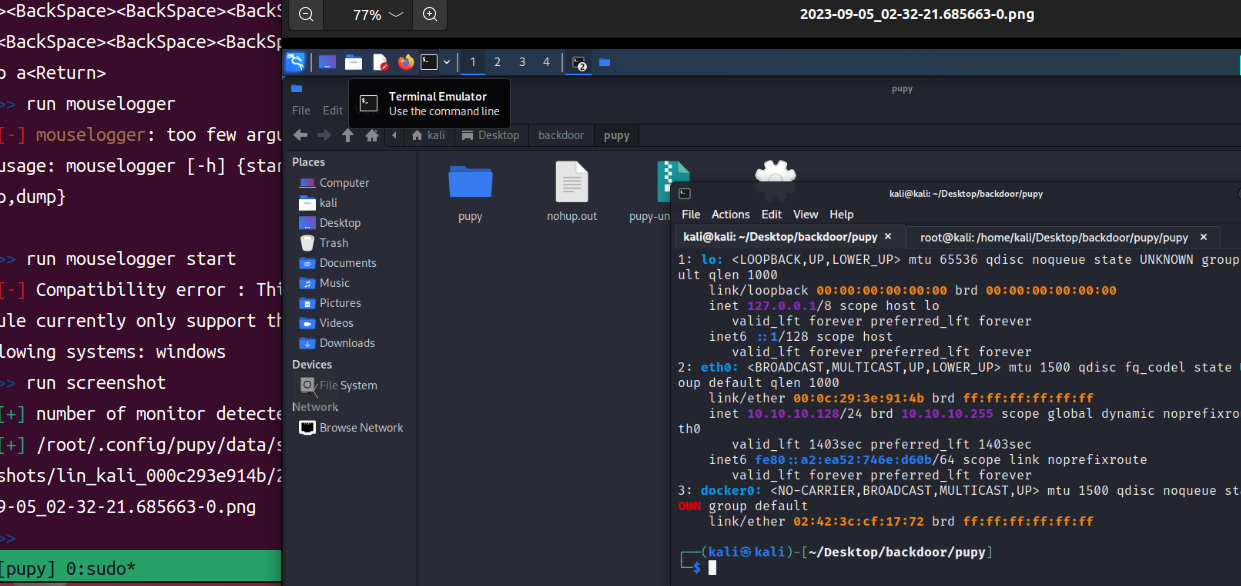 ><BackSpace><BackSpace><BackS
<BackSpace><BackSpace><BackSp
o a<Return>
>> run mouselogger
[-] mouselogger: too few argu
usage: mouselogger [-h] {star
p,dump}
>> run mouselogger start
[-] Compatibility error : Thi
ule currently only support th
lowing systems: windows
>> run screenshot
[+] number of monitor detecte
[+] /root/.config/pupy/data/s
shots/lin_kali_000c293e914b/2
9-05_02-32-21.685663-0.png
>>
[pupy] 0:sudo*
77%
2023-09-05_02-32-21.685663-0.png
1 2 3 4
2
Terminal Emulator
Use the command line
pupy
File Edit
kali Desktop backdoor pupy
Places
Computer
kali
Desktop
Trash
Documents
Music
Pictures
Videos
Downloads
Devices
File System
Network
Browse Network
pupy
nohup.out
pupy-un
kali@kali: ~/Desktop/backdoor/pupy
File Actions Edit View Help
kali@kali: ~/Desktop/backdoor/pupy × root@kali: /home/kali/Desktop/backdoor/pupy/pupy ×
1: lo: <LOOPBACK,UP,LOWER_UP> mtu 65536 qdisc noqueue state UNKNOWN group
ult qlen 1000
link/loopback 00:00:00:00:00:00 brd 00:00:00:00:00:00
inet 127.0.0.1/8 scope host lo
valid_lft forever preferred_lft forever
inet6 ::1/128 scope host
valid_lft forever preferred_lft forever
2: eth0: <BROADCAST,MULTICAST,UP,LOWER_UP> mtu 1500 qdisc fq_codel state
oup default qlen 1000
link/ether 00:0c:29:3e:91:4b brd ff:ff:ff:ff:ff:ff
inet 10.10.10.128/24 brd 10.10.10.255 scope global dynamic noprefixro
th0
valid_lft 1403sec preferred_lft 1403sec
inet6 fe80::a2:ea52:746e:d60b/64 scope link noprefixroute
valid_lft forever preferred_lft forever
3: docker0: <NO-CARRIER,BROADCAST,MULTICAST,UP> mtu 1500 qdisc noqueue sta
OWN group default
link/ether 02:42:3c:cf:17:72 brd ff:ff:ff:ff:ff:ff
(kali㉿kali)-[~/Desktop/backdoor/pupy]
$